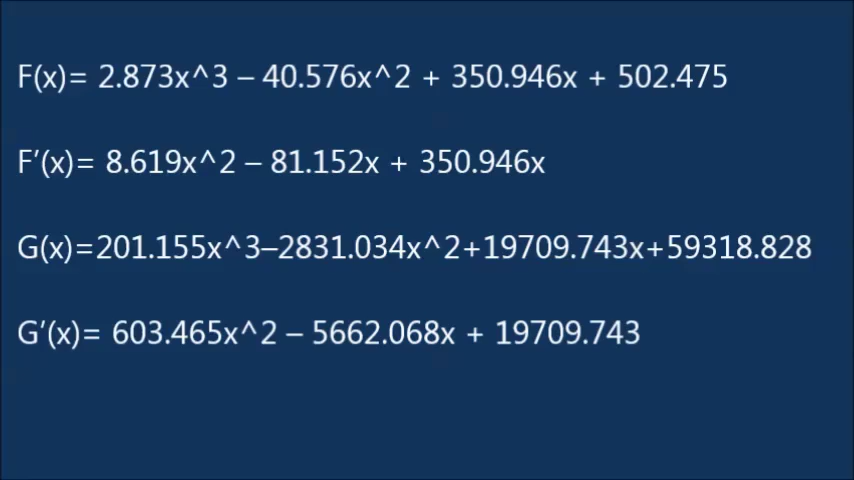 F(x)= 2.873x^3 – 40.576x^2 + 350.946x + 502.475
F’(x)= 8.619x^2 – 81.152x + 350.946x
G(x)=201.155x^3–2831.034x^2+19709.743x+59318.828
G’(x)= 603.465x^2 – 5662.068x + 19709.743